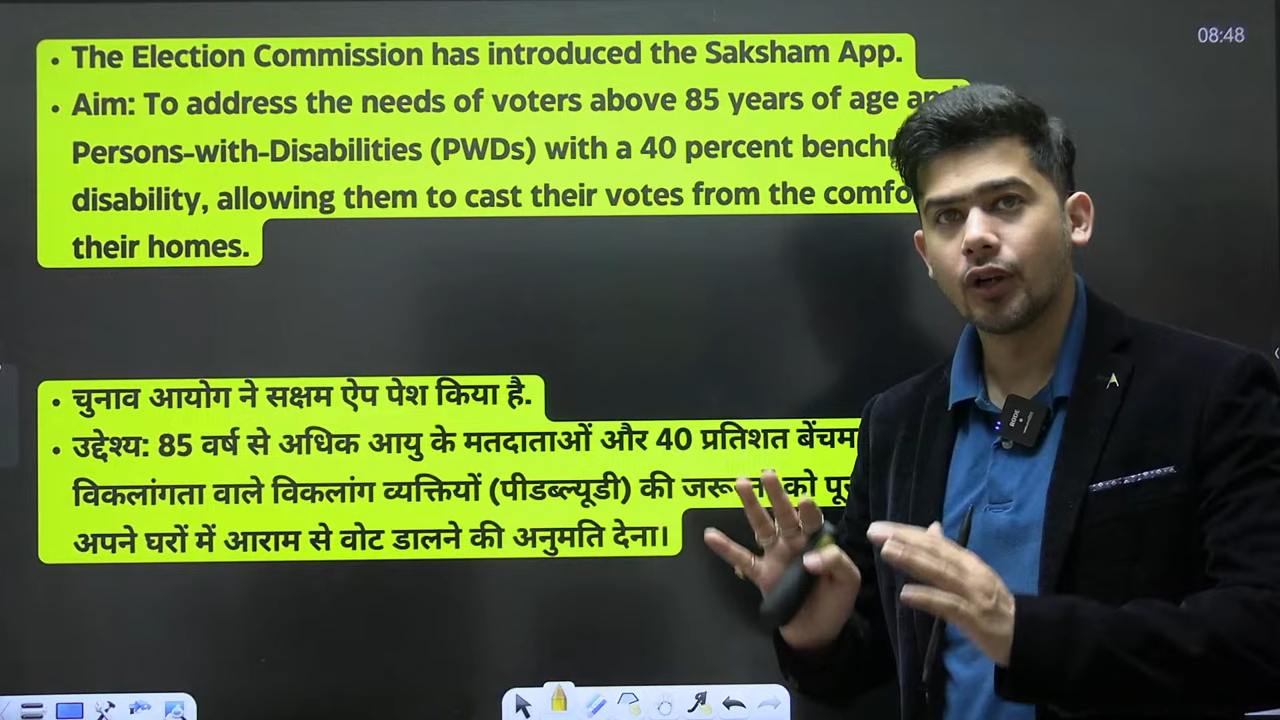 08:48
• The Election Commission has introduced the Saksham App.
• Aim: To address the needs of voters above 85 years of age
Persons-with-Disabilities (PWDs) with a 40 percent
disability, allowing them to cast their votes from the
their homes.
• चुनाव आयोग ने सक्षम ऐप पेश किया है.
• उद्देश्य: 85 वर्ष से अधिक आयु के मतदाताओं और 40 प्रतिशत
विकलांगता वाले विकलांग व्यक्तियों (पीडब्ल्यूडी) की को
अपने घरों में आराम से वोट डालने की अनुमति देना।
RODE